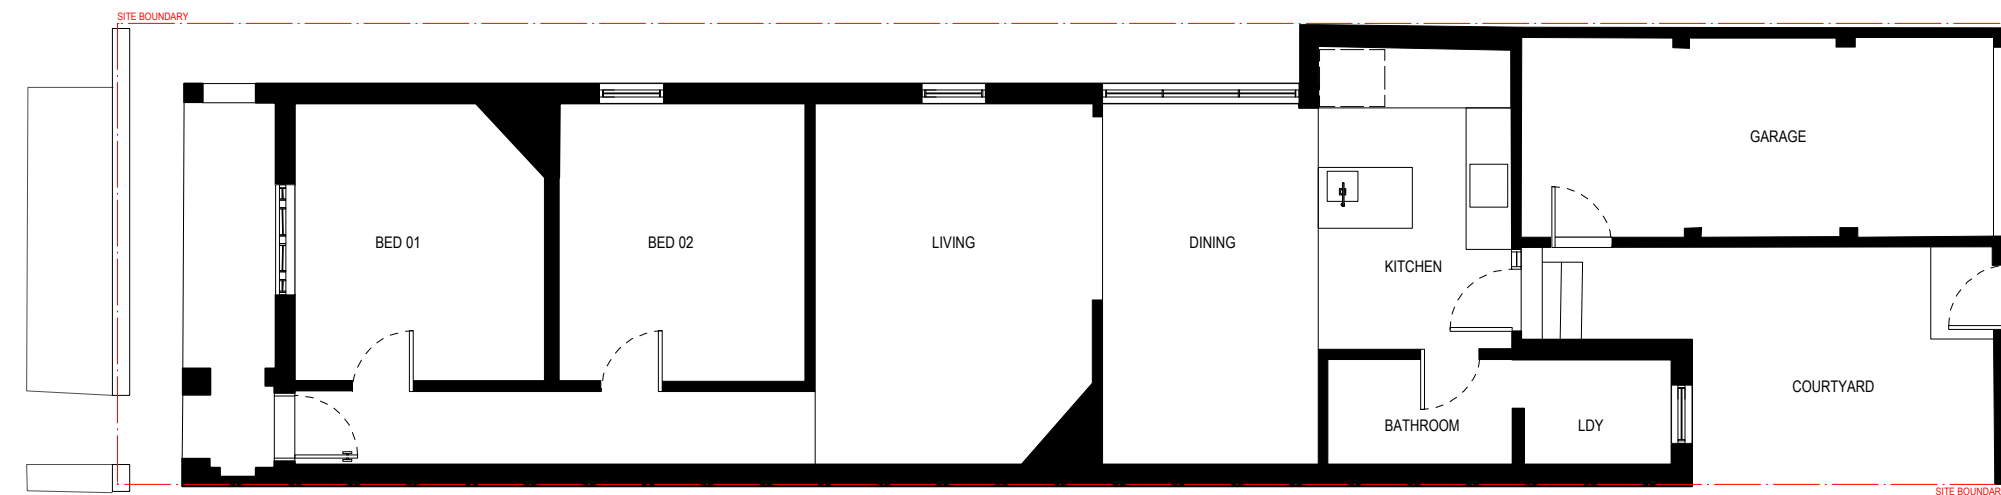 SITE BOUNDARY
GARAGE
BED 01
BED 02
LIVING
DINING
KITCHEN
COURTYARD
BATHROOM
LDY
SITE BOUNDAR